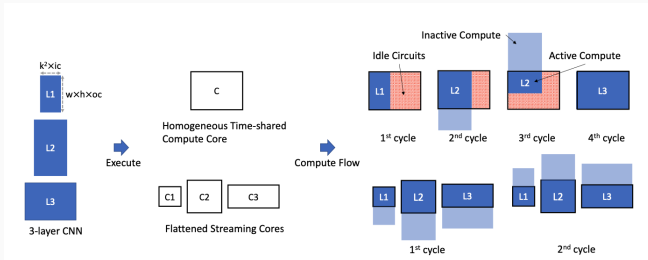 k²×ic
L1
w×h×oc
L2
L3
3-layer CNN
Execute
C
Homogeneous Time-shared
Compute Core
C1
C2
C3
Flattened Streaming Cores
Compute Flow
Inactive Compute
Idle Circuits
Active Compute
L1
L2
L2
L3
1st cycle
2nd cycle
3rd cycle
4th cycle
L1
L2
L3
L1
L2
L3
1st cycle
2nd cycle